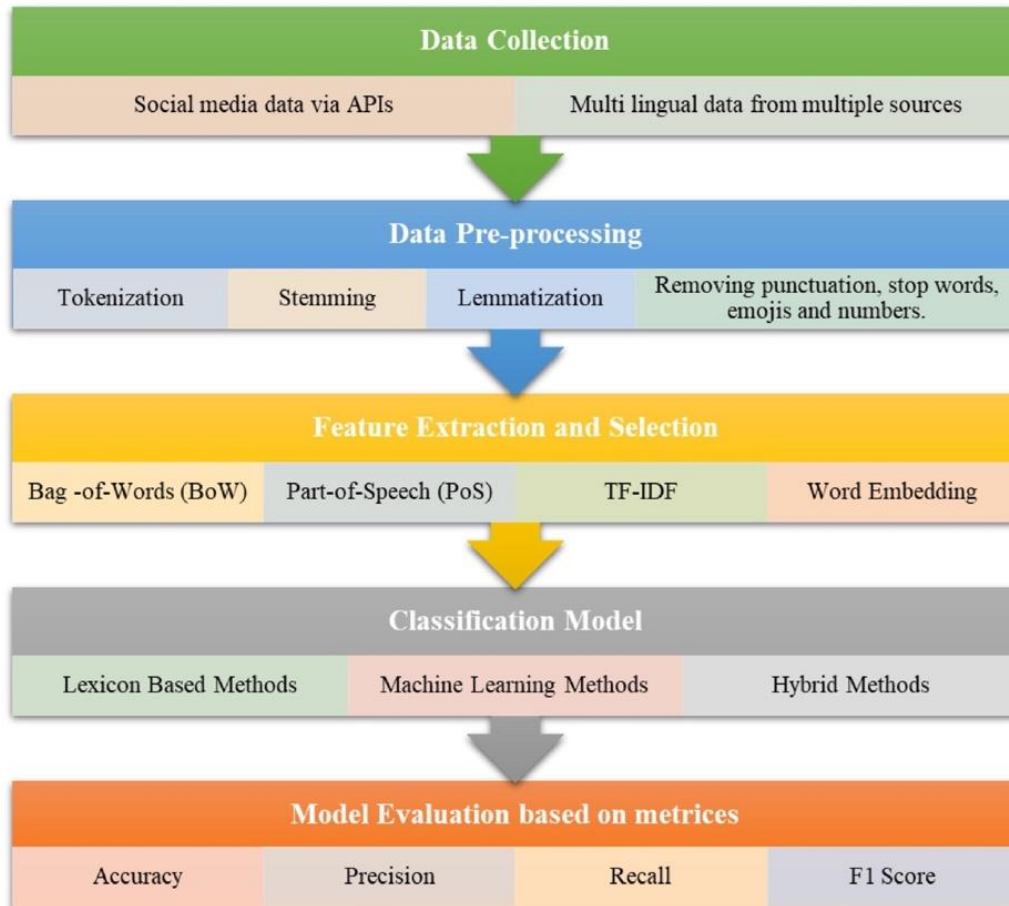 Data Collection
Social media data via APIs
Multi lingual data from multiple sources
Data Pre-processing
Tokenization
Stemming
Lemmatization
Removing punctuation, stop words,
emojis and numbers.
Feature Extraction and Selection
Bag -of-Words (BoW)
Part-of-Speech (PoS)
TF-IDF
Word Embedding
Classification Model
Lexicon Based Methods
Machine Learning Methods
Hybrid Methods
Model Evaluation based on metrices
Accuracy
Precision
Recall
F1 Score